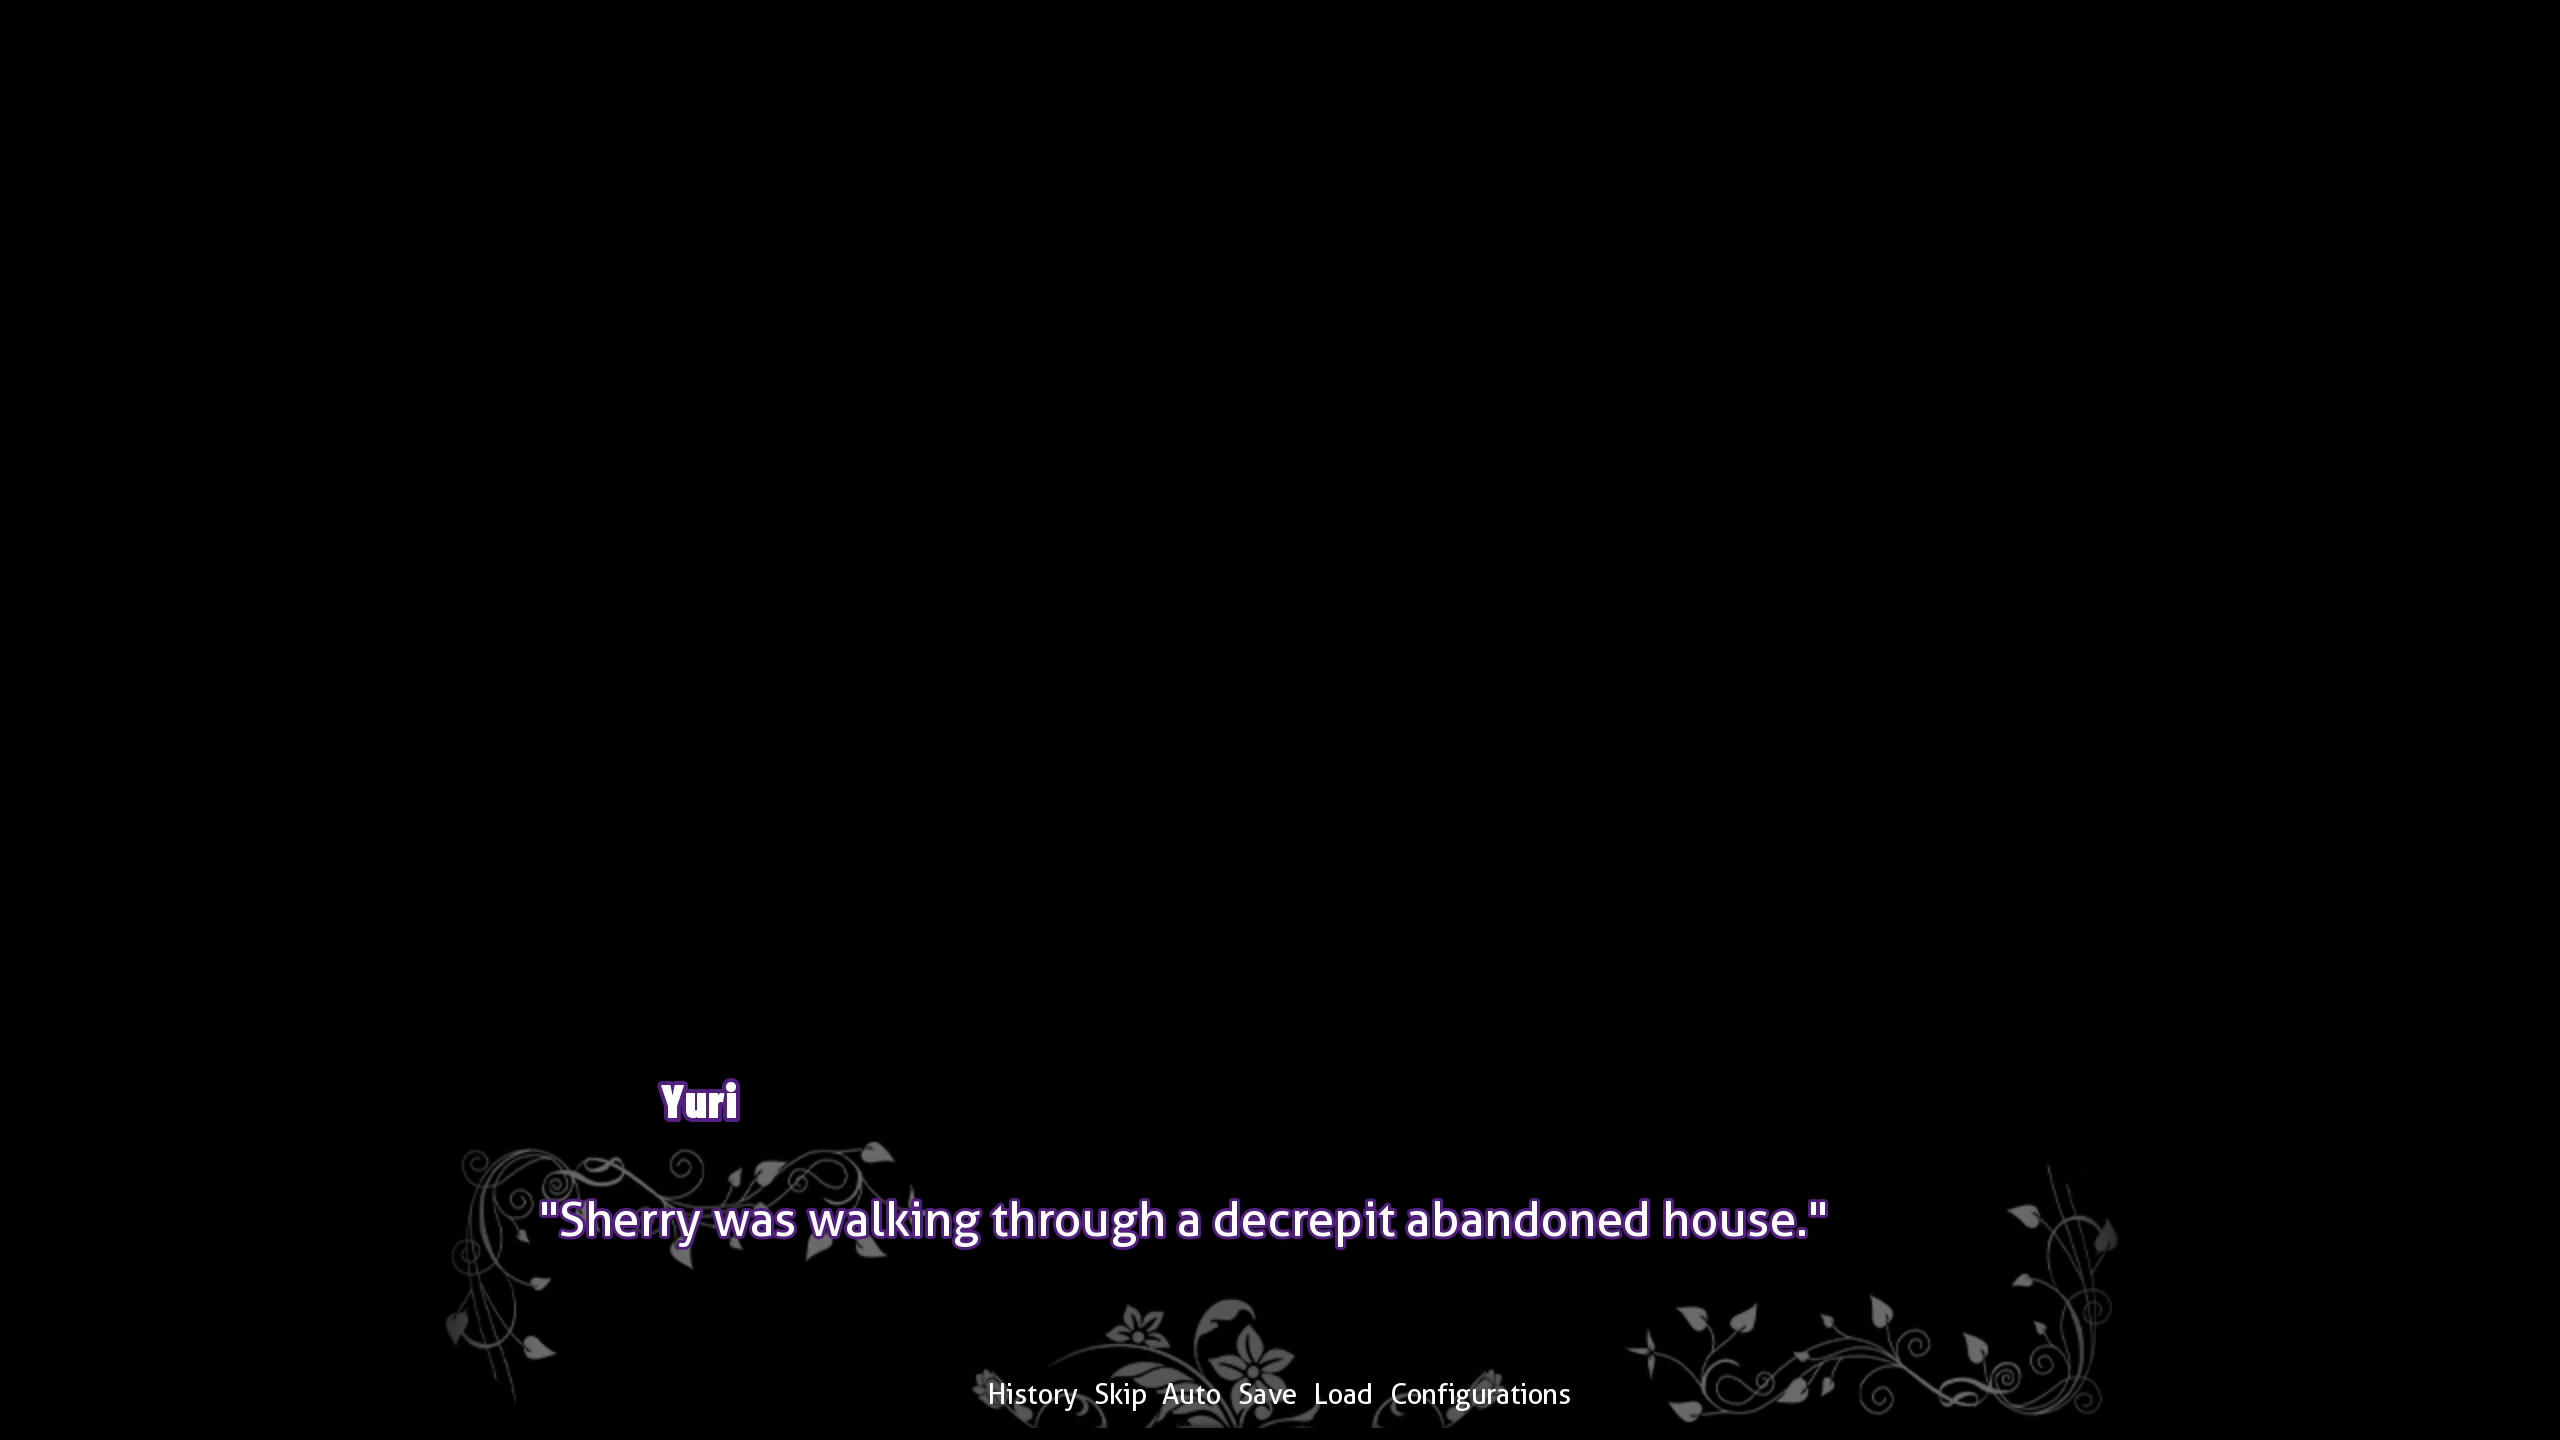 Yuri
"Sherry was walking through a decrepit abandoned house."
History Skip Auto Save Load Configurations